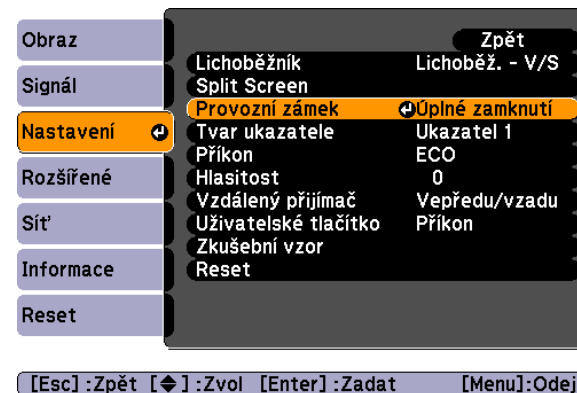 Obraz
Signál
Nastavení
Rozšířené
Síť
Informace
Reset
Zpět
Lichoběžník Lichoběž. - V/S
Split Screen
Provozní zámek Úplné zamknutí
Tvar ukazatele Ukazatel 1
Příkon ECO
Hlasitost 0
Vzdálený přijímač Vepředu/vzadu
Uživatelské tlačítko Příkon
Zkušební vzor
Reset
[Esc] :Zpět [◆] :Zvol [Enter] :Zadat [Menu]:Odej